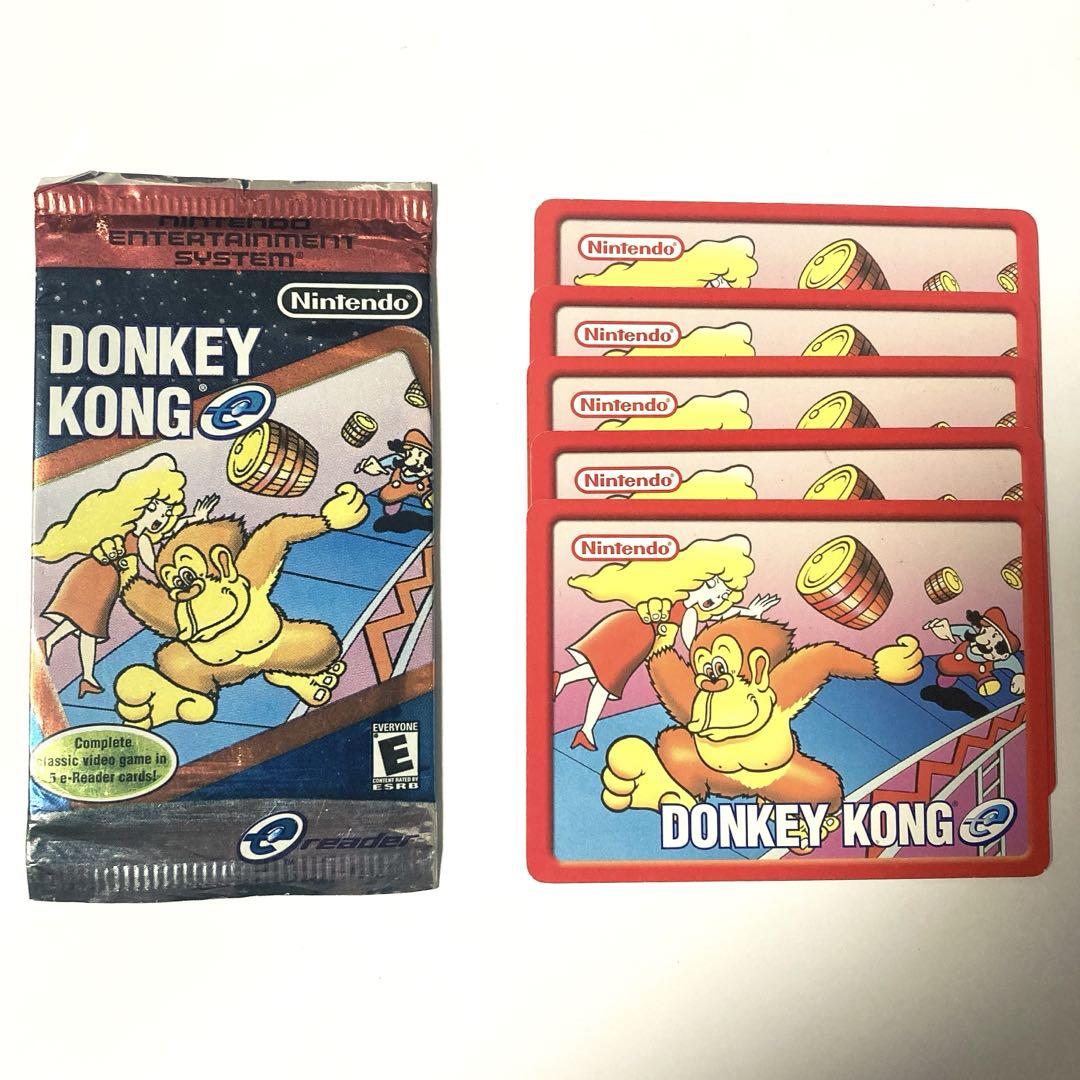 NINTENDO
ENTERTAINMENT
SYSTEM®
Nintendo®
DONKEY
KONG® e
EVERYONE
E
CONTENT RATED BY
ESRB
Complete
classic video game in
5 e-Reader cards!
e reader™
Nintendo®
Nintendo®
Nintendo®
Nintendo®
Nintendo®
DONKEY KONG® e